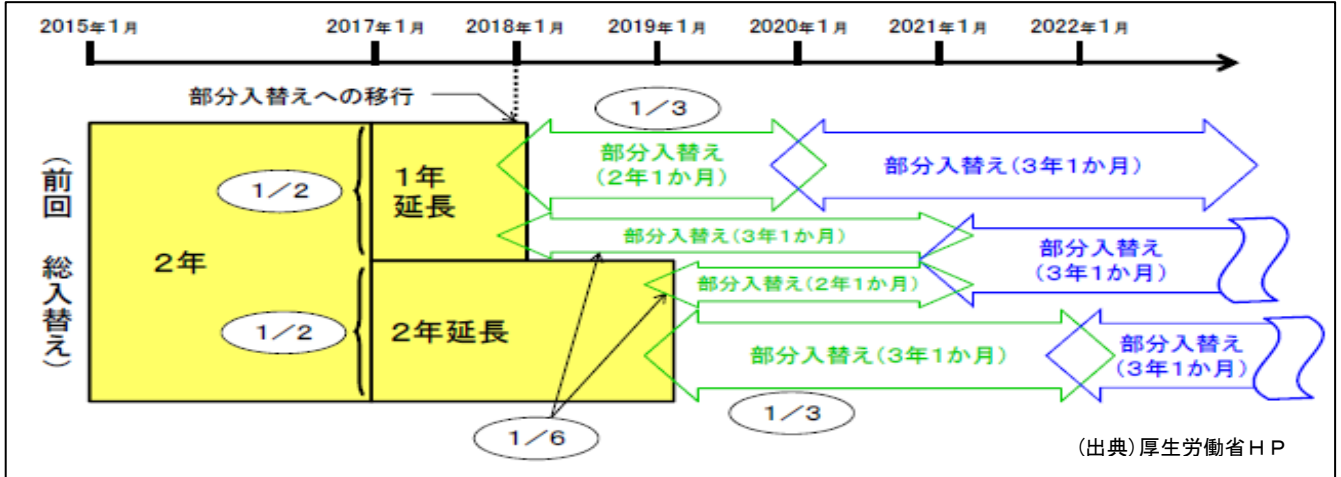 2015年1月
2017年1月
2018年1月
2019年1月
2020年1月
2021年1月
2022年1月
部分入替えへの移行
1/3
(前回 総入替え)
2年
1/2
1年
延長
部分入替え
(2年1か月)
部分入替え(3年1か月)
部分入替え(3年1か月)
部分入替え
(3年1か月)
部分入替え(2年1か月)
1/2
2年延長
部分入替え(3年1か月)
部分入替え
(3年1か月)
1/3
1/6
(出典)厚生労働省HP